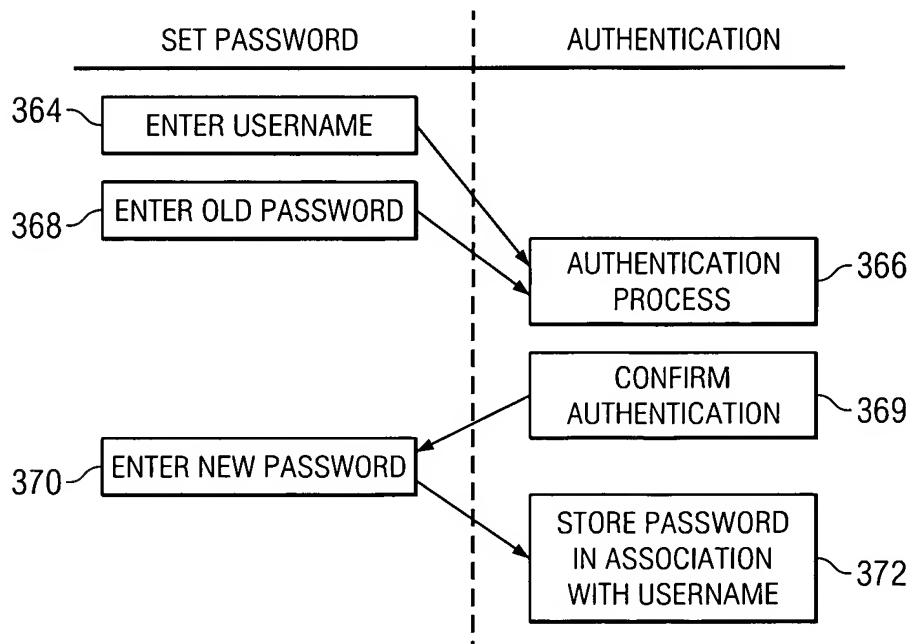 SET PASSWORD
AUTHENTICATION
364
ENTER USERNAME
368
ENTER OLD PASSWORD
AUTHENTICATION
PROCESS
366
CONFIRM
AUTHENTICATION
369
370
ENTER NEW PASSWORD
STORE PASSWORD
IN ASSOCIATION
WITH USERNAME
372